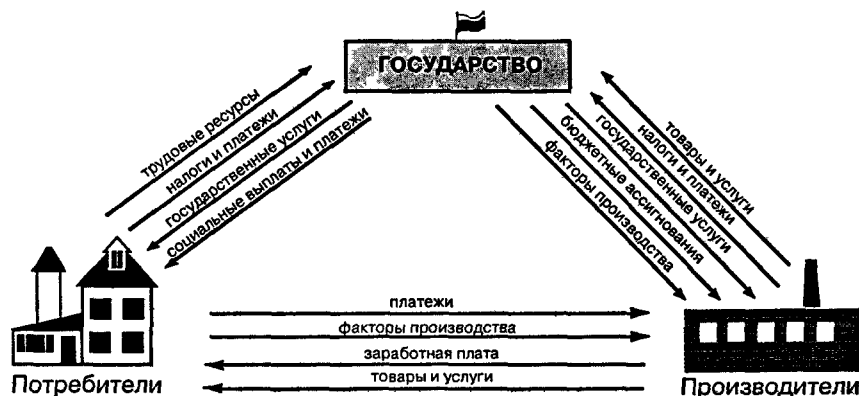 ГОСУДАРСТВО
трудовые ресурсы
налоги и платежи
государственные услуги
социальные выплаты и платежи
товары и услуги
налоги и платежи
государственные услуги
бюджетные ассигнования
факторы производства
платежи
факторы производства
заработная плата
товары и услуги
Потребители
Производители